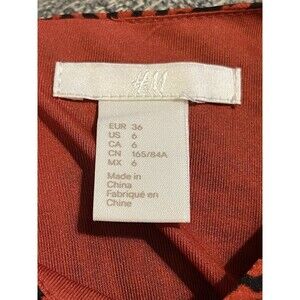 H&M
EUR 36
US 6
CA 6
CN 165/84A
MX 6
Made in
China
Fabriqué en
Chine